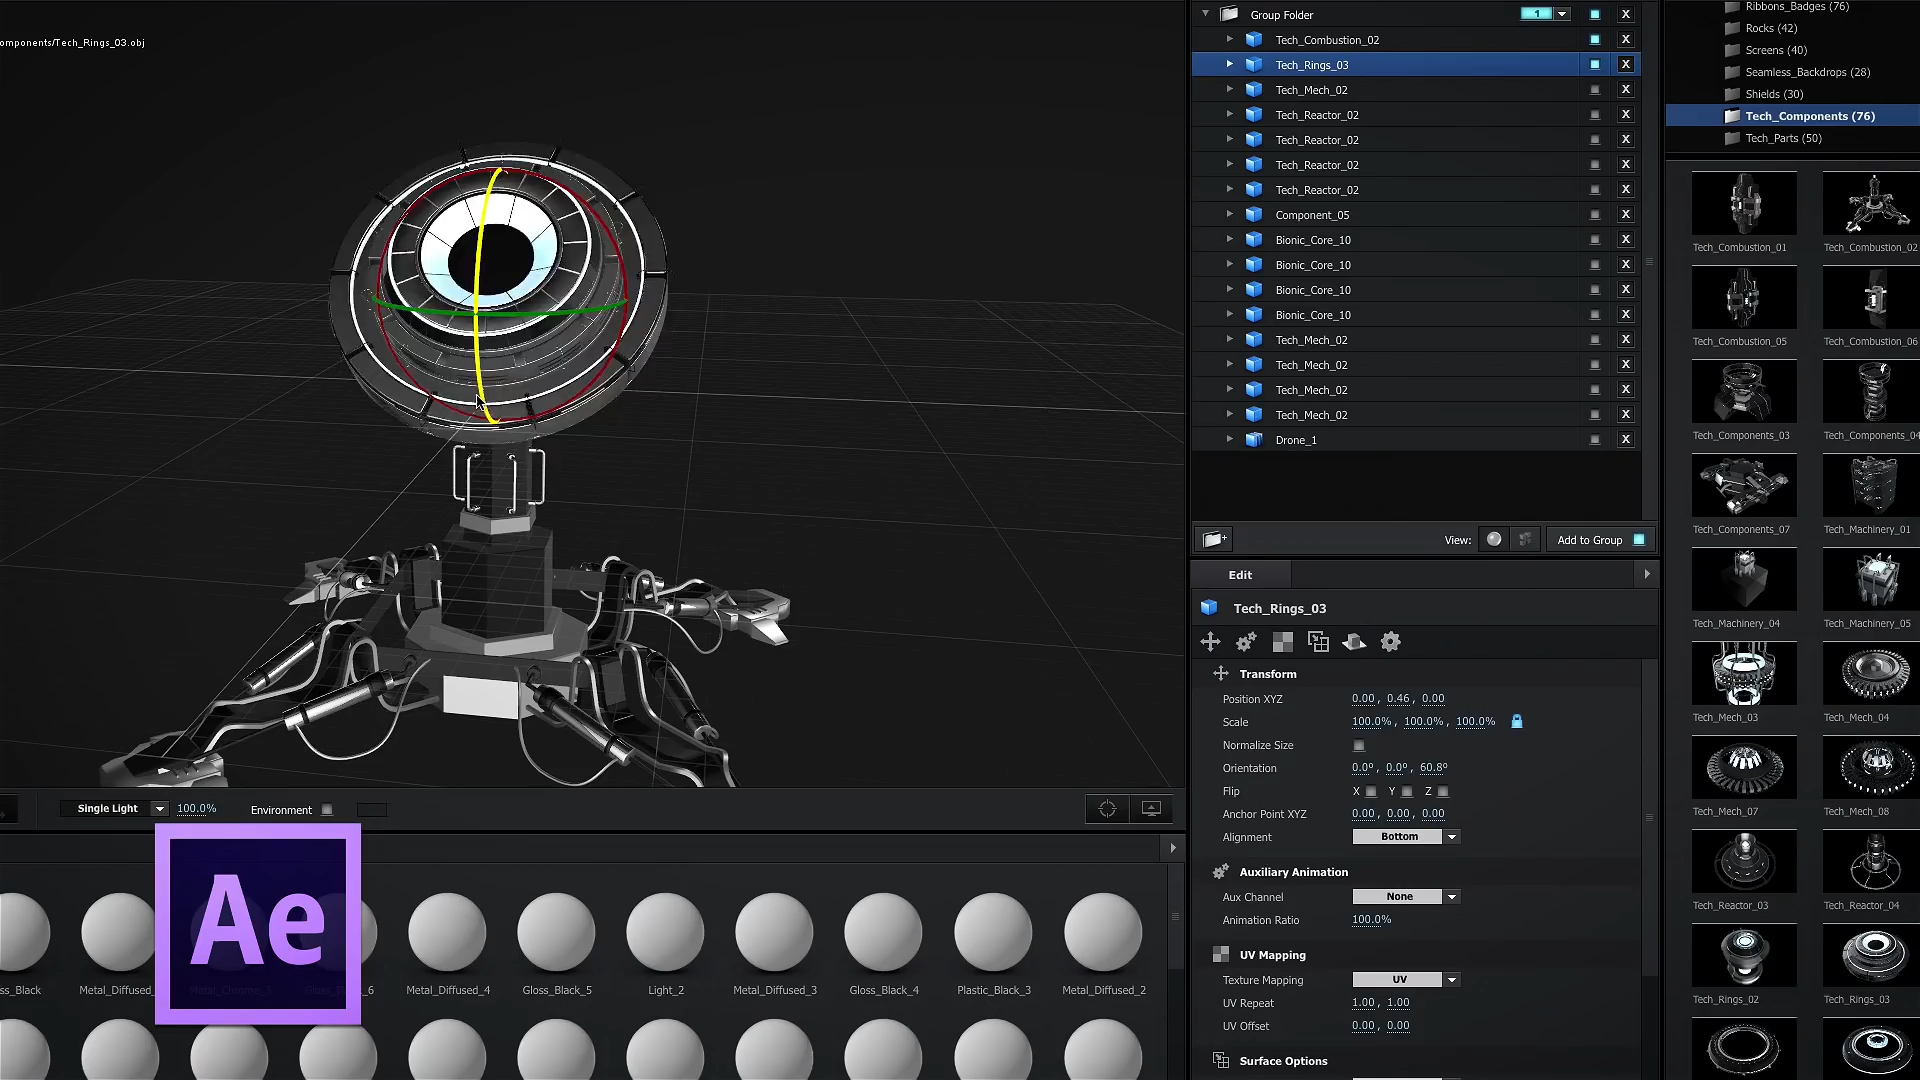 omponents/Tech_Rings_03.obj
Group Folder
1
X
Tech_Combustion_02
X
Tech_Rings_03
X
Tech_Mech_02
X
Tech_Reactor_02
X
Tech_Reactor_02
X
Tech_Reactor_02
X
Tech_Reactor_02
X
Component_05
X
Bionic_Core_10
X
Bionic_Core_10
X
Bionic_Core_10
X
Bionic_Core_10
X
Tech_Mech_02
X
Tech_Mech_02
X
Tech_Mech_02
X
Tech_Mech_02
X
Drone_1
X
View:
Add to Group
Edit
Tech_Rings_03
Transform
Position XYZ 0.00, 0.46, 0.00
Scale 100.0%, 100.0%, 100.0%
Normalize Size
Orientation 0.0º, 0.0º, 60.8º
Flip X Y Z
Anchor Point XYZ 0.00, 0.00, 0.00
Alignment Bottom
Auxiliary Animation
Aux Channel None
Animation Ratio 100.0%
UV Mapping
Texture Mapping UV
UV Repeat 1.00, 1.00
UV Offset 0.00, 0.00
Surface Options
Ribbons_Badges (76)
Rocks (42)
Screens (40)
Seamless_Backdrops (28)
Shields (30)
Tech_Components (76)
Tech_Parts (50)
Tech_Combustion_01 Tech_Combustion_02
Tech_Combustion_05 Tech_Combustion_06
Tech_Components_03 Tech_Components_04
Tech_Components_07 Tech_Machinery_01
Tech_Machinery_04 Tech_Machinery_05
Tech_Mech_03 Tech_Mech_04
Tech_Mech_07 Tech_Mech_08
Tech_Reactor_03 Tech_Reactor_04
Tech_Rings_02 Tech_Rings_03
Single Light 100.0% Environment
Ae
ss_Black Metal_Diffused_ Metal_Chrome_5 Metal_Diffused_4 Gloss_Black_5 Light_2 Metal_Diffused_3 Gloss_Black_4 Plastic_Black_3 Metal_Diffused_2